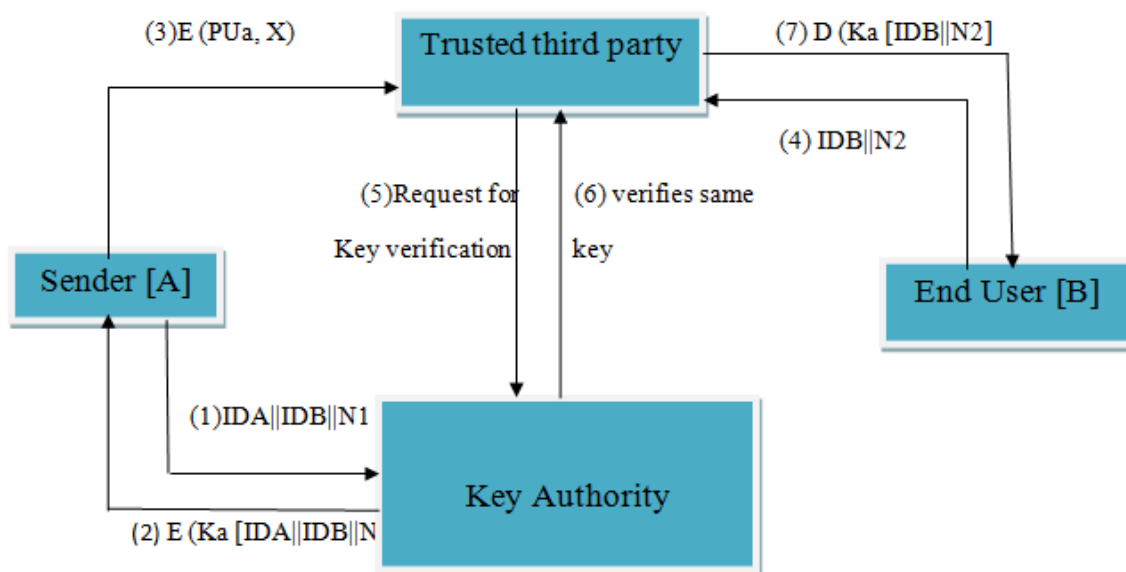 (3)E (PUa, X)
Trusted third party
(7) D (Ka [IDB||N2]
(4) IDB||N2
(5)Request for
Key verification
(6) verifies same
key
Sender [A]
End User [B]
(1)IDA||IDB||N1
Key Authority
(2) E (Ka [IDA||IDB||N